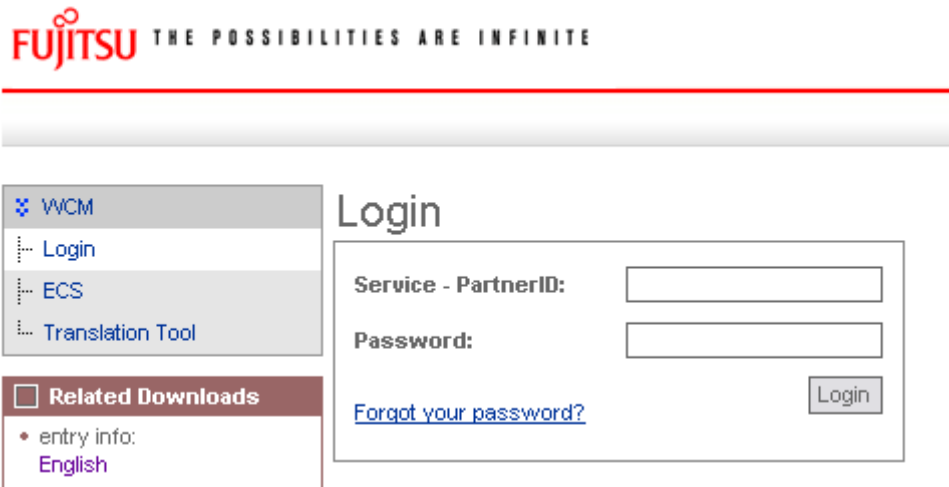 FUJITSU THE POSSIBILITIES ARE INFINITE
WCM
Login
ECS
Translation Tool
Related Downloads
• entry info:
English
Login
Service - PartnerID:
Password:
Forgot your password?
Login